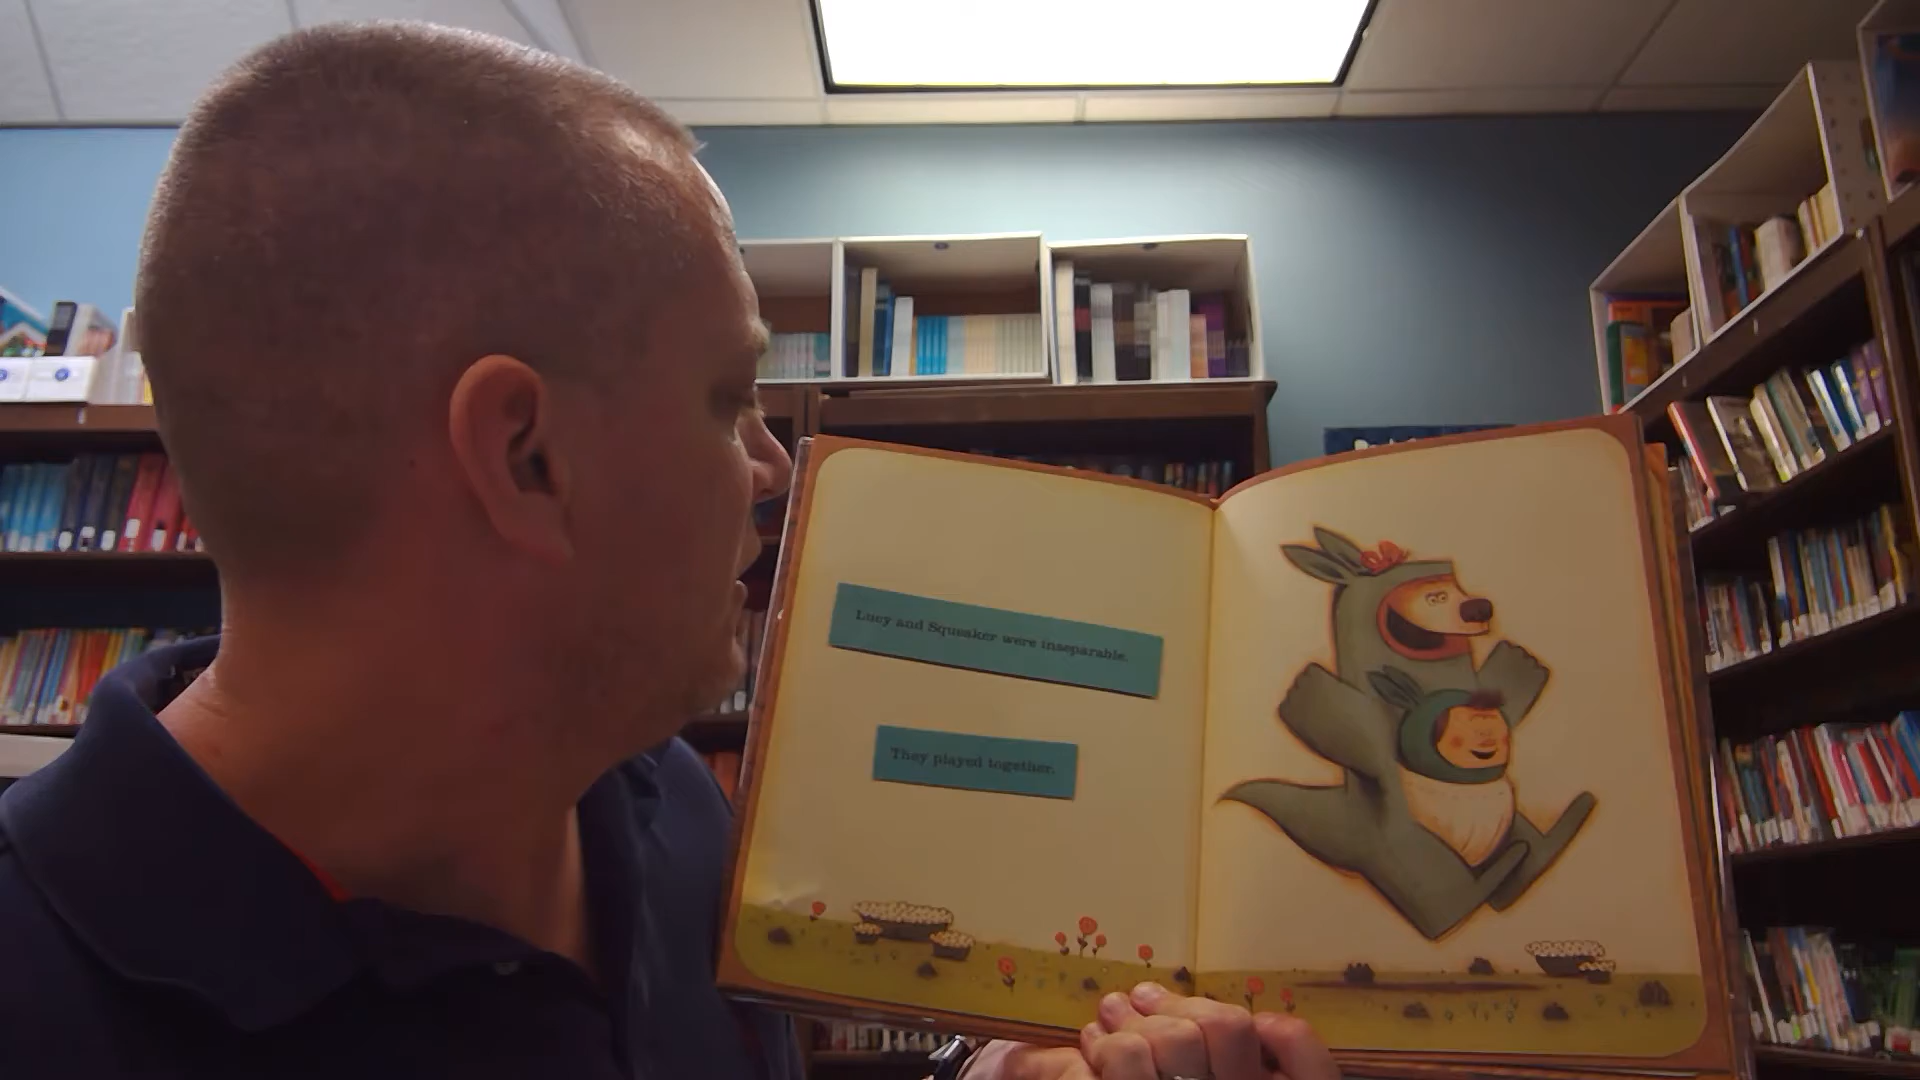 Lucy and Squeaker were inseparable.
They played together.